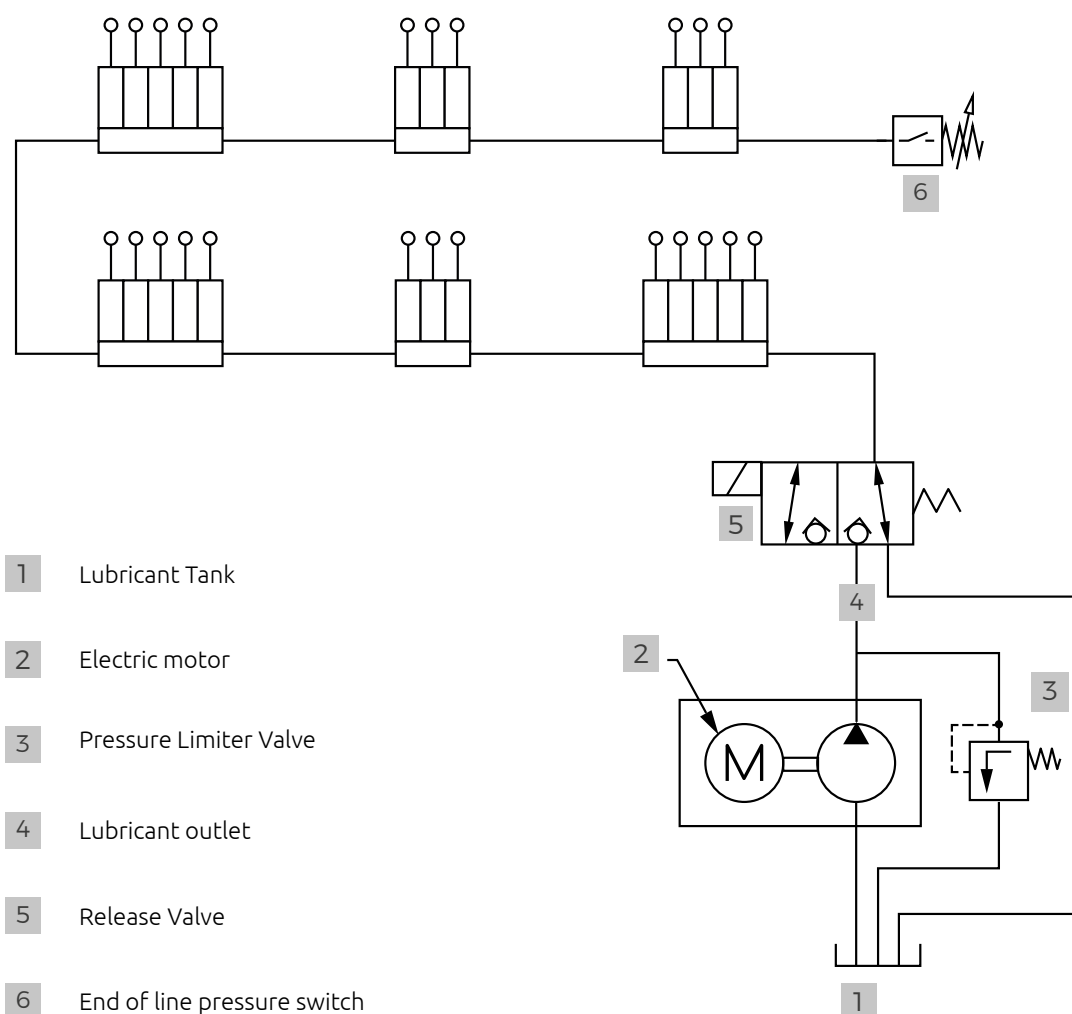 6
5
4
2
3
1
1 Lubricant Tank
2 Electric motor
3 Pressure Limiter Valve
4 Lubricant outlet
5 Release Valve
6 End of line pressure switch
M